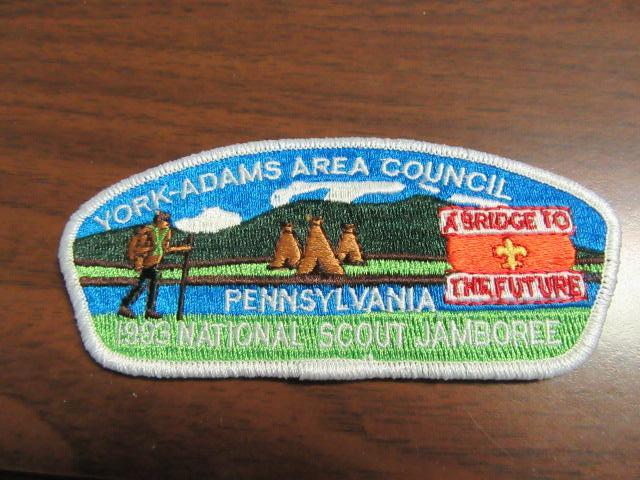 YORK-ADAMS AREA COUNCIL
A BRIDGE TO
THE FUTURE
PENNSYLVANIA
1993 NATIONAL SCOUT JAMBOREE